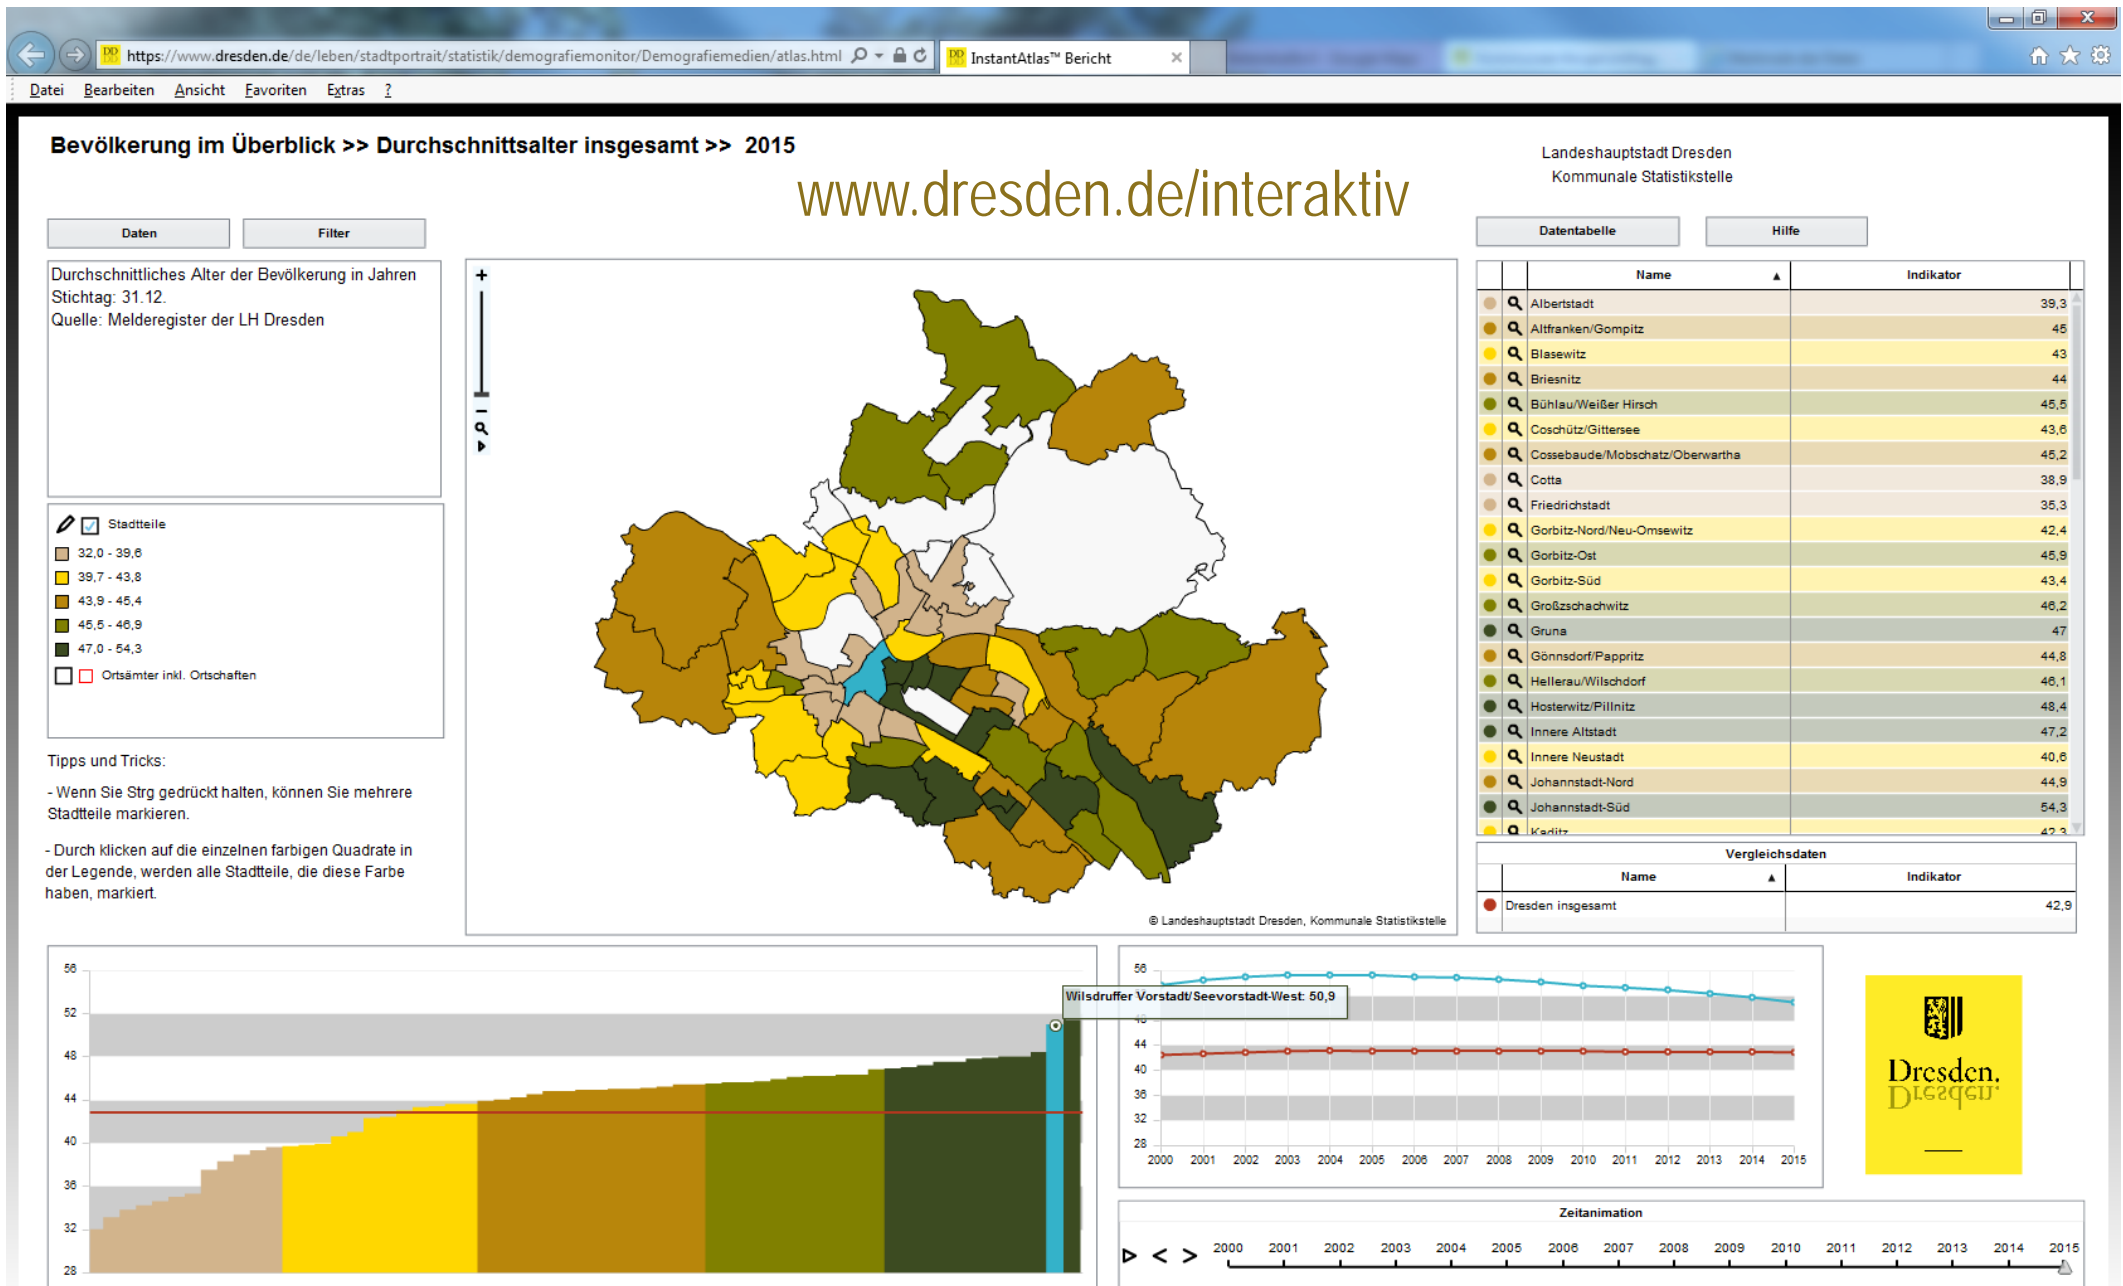 https://www.dresden.de/de/leben/stadtportrait/statistik/demografiemonitor/Demografiemedien/atlas.html
InstantAtlas™ Bericht
Datei Bearbeiten Ansicht Favoriten Extras ?
Bevölkerung im Überblick >> Durchschnittsalter insgesamt >> 2015
Landeshauptstadt Dresden
Kommunale Statistikstelle
www.dresden.de/interaktiv
Daten Filter
Datentabelle Hilfe
Durchschnittliches Alter der Bevölkerung in Jahren
Stichtag: 31.12.
Quelle: Melderegister der LH Dresden
Stadtteile
32,0 - 39,6
39,7 - 43,8
43,9 - 45,4
45,5 - 46,9
47,0 - 54,3
Ortsämter inkl. Ortschaften
Tipps und Tricks:
- Wenn Sie Strg gedrückt halten, können Sie mehrere
Stadtteile markieren.
- Durch klicken auf die einzelnen farbigen Quadrate in
der Legende, werden alle Stadtteile, die diese Farbe
haben, markiert.
© Landeshauptstadt Dresden, Kommunale Statistikstelle
Name ▲ Indikator
Albertstadt 39,3
Altfranken/Gompitz 45
Blasewitz 43
Briesnitz 44
Bühlau/Weißer Hirsch 45,5
Coschütz/Gittersee 43,6
Cossebaude/Mobschatz/Oberwartha 45,2
Cotta 38,9
Friedrichstadt 35,3
Gorbitz-Nord/Neu-Omsewitz 42,4
Gorbitz-Ost 45,9
Gorbitz-Süd 43,4
Großzschachwitz 46,2
Gruna 47
Gönnsdorf/Pappritz 44,8
Hellerau/Wilschdorf 46,1
Hosterwitz/Pillnitz 48,4
Innere Altstadt 47,2
Innere Neustadt 40,6
Johannstadt-Nord 44,9
Johannstadt-Süd 54,3
Kaditz 42,3
Vergleichsdaten
Name ▲ Indikator
Dresden insgesamt 42,9
56
52
48
44
40
36
32
28
Wilsdruffer Vorstadt/Seevorstadt-West: 50,9
56
48
44
40
36
32
28
2000 2001 2002 2003 2004 2005 2006 2007 2008 2009 2010 2011 2012 2013 2014 2015
Dresden.
Dresden.
Zeitanimation
2000 2001 2002 2003 2004 2005 2006 2007 2008 2009 2010 2011 2012 2013 2014 2015